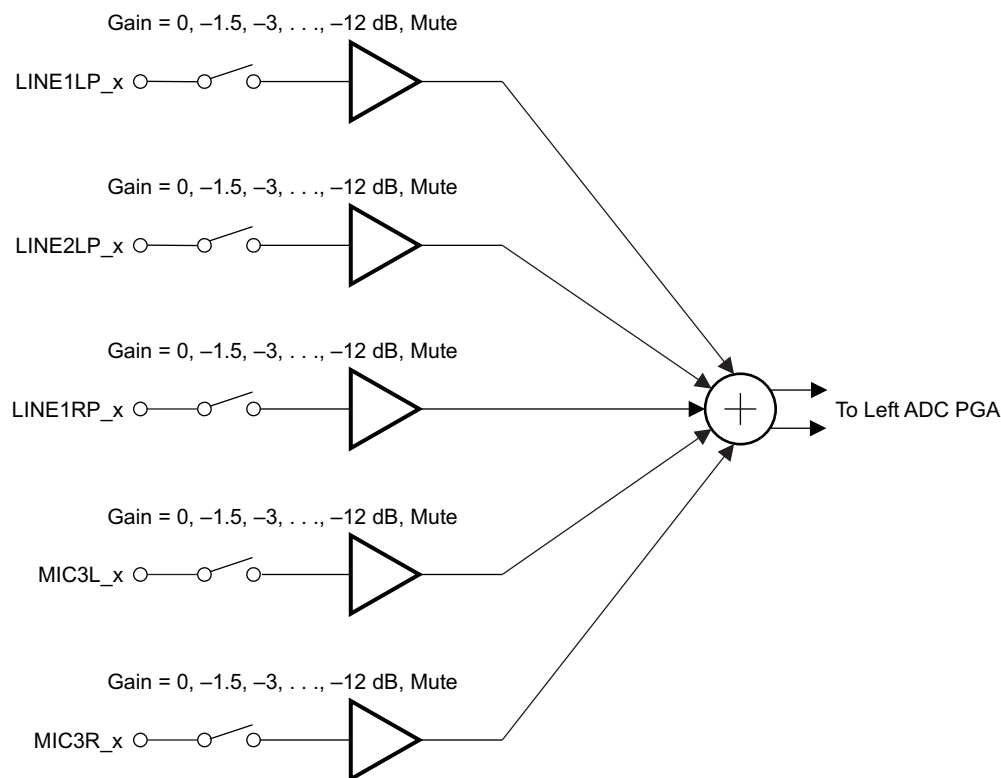 Gain = 0, –1.5, –3, . . ., –12 dB, Mute
LINE1LP_x
Gain = 0, –1.5, –3, . . ., –12 dB, Mute
LINE2LP_x
Gain = 0, –1.5, –3, . . ., –12 dB, Mute
LINE1RP_x
To Left ADC PGA
Gain = 0, –1.5, –3, . . ., –12 dB, Mute
MIC3L_x
Gain = 0, –1.5, –3, . . ., –12 dB, Mute
MIC3R_x